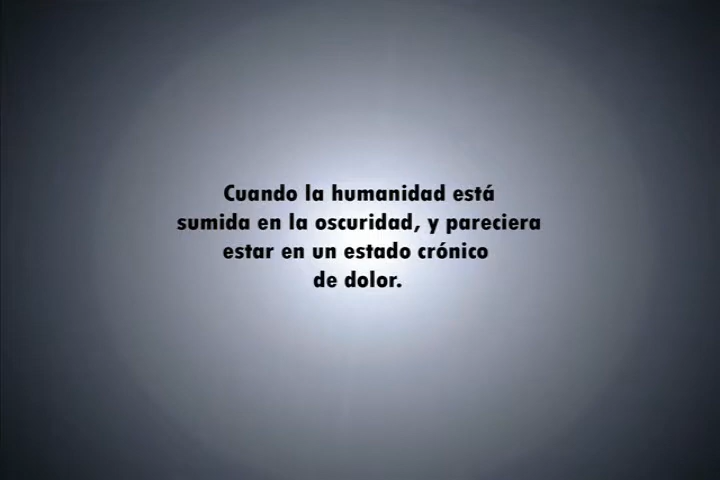 Cuando la humanidad está
sumida en la oscuridad, y pareciera
estar en un estado crónico
de dolor.